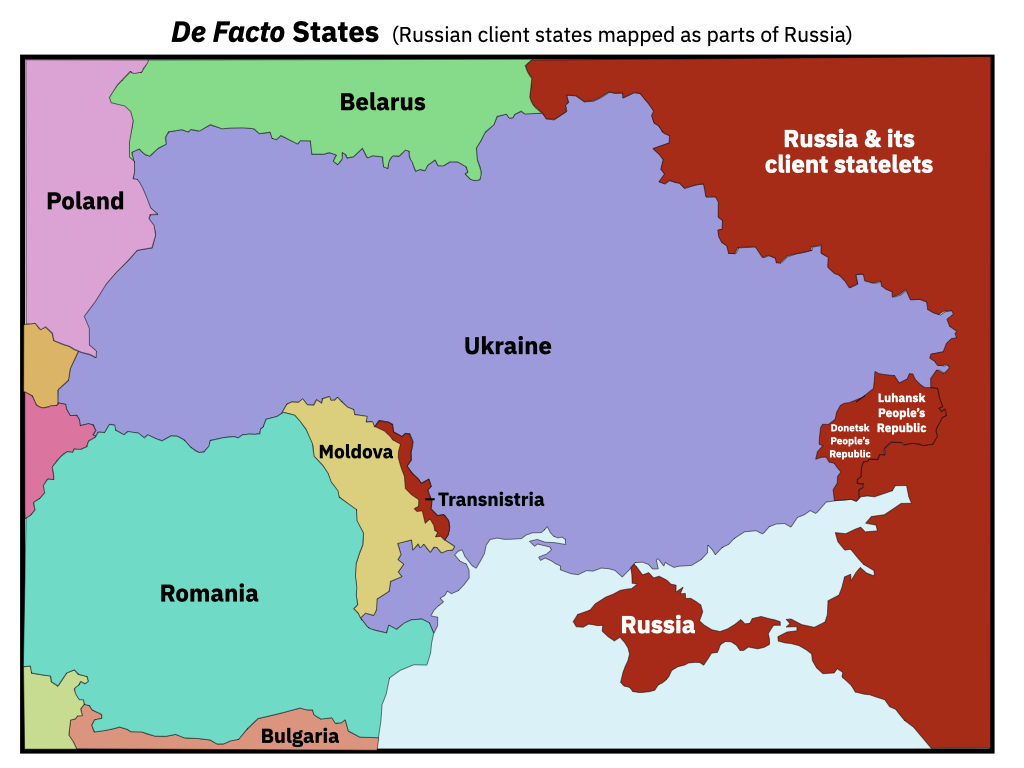 De Facto States (Russian client states mapped as parts of Russia)
Belarus
Russia & its
client statelets
Poland
Ukraine
Luhansk
People's
Republic
Donetsk
People's
Republic
Moldova
Transnistria
Romania
Russia
Bulgaria